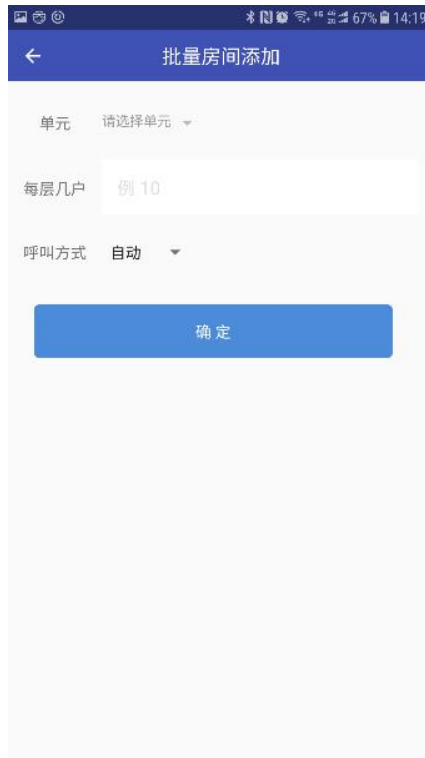 67% 14:19
批量房间添加
单元 请选择单元
每层几户 例 10
呼叫方式 自动
确定